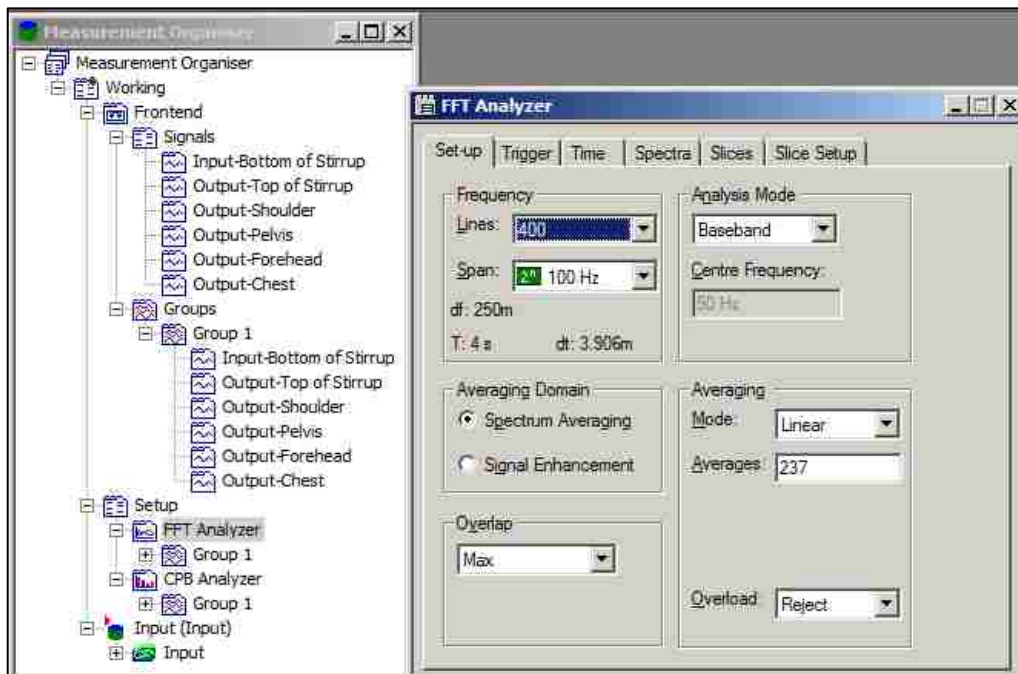 Measurement Organiser
Measurement Organiser
Working
Frontend
Signals
Input-Bottom of Stirrup
Output-Top of Stirrup
Output-Shoulder
Output-Pelvis
Output-Forehead
Output-Chest
Groups
Group 1
Input-Bottom of Stirrup
Output-Top of Stirrup
Output-Shoulder
Output-Pelvis
Output-Forehead
Output-Chest
Setup
FFT Analyzer
Group 1
CPB Analyzer
Group 1
Input (Input)
Input
FFT Analyzer
Set-up Trigger Time Spectra Slices Slice Setup
Frequency
Lines: 400
Span: 2ⁿ 100 Hz
df: 250m
T: 4 s dt: 3.906m
Analysis Mode
Baseband
Centre Frequency:
50 Hz
Averaging Domain
Spectrum Averaging
Signal Enhancement
Averaging
Mode: Linear
Averages: 237
Overlap
Max
Overload: Reject